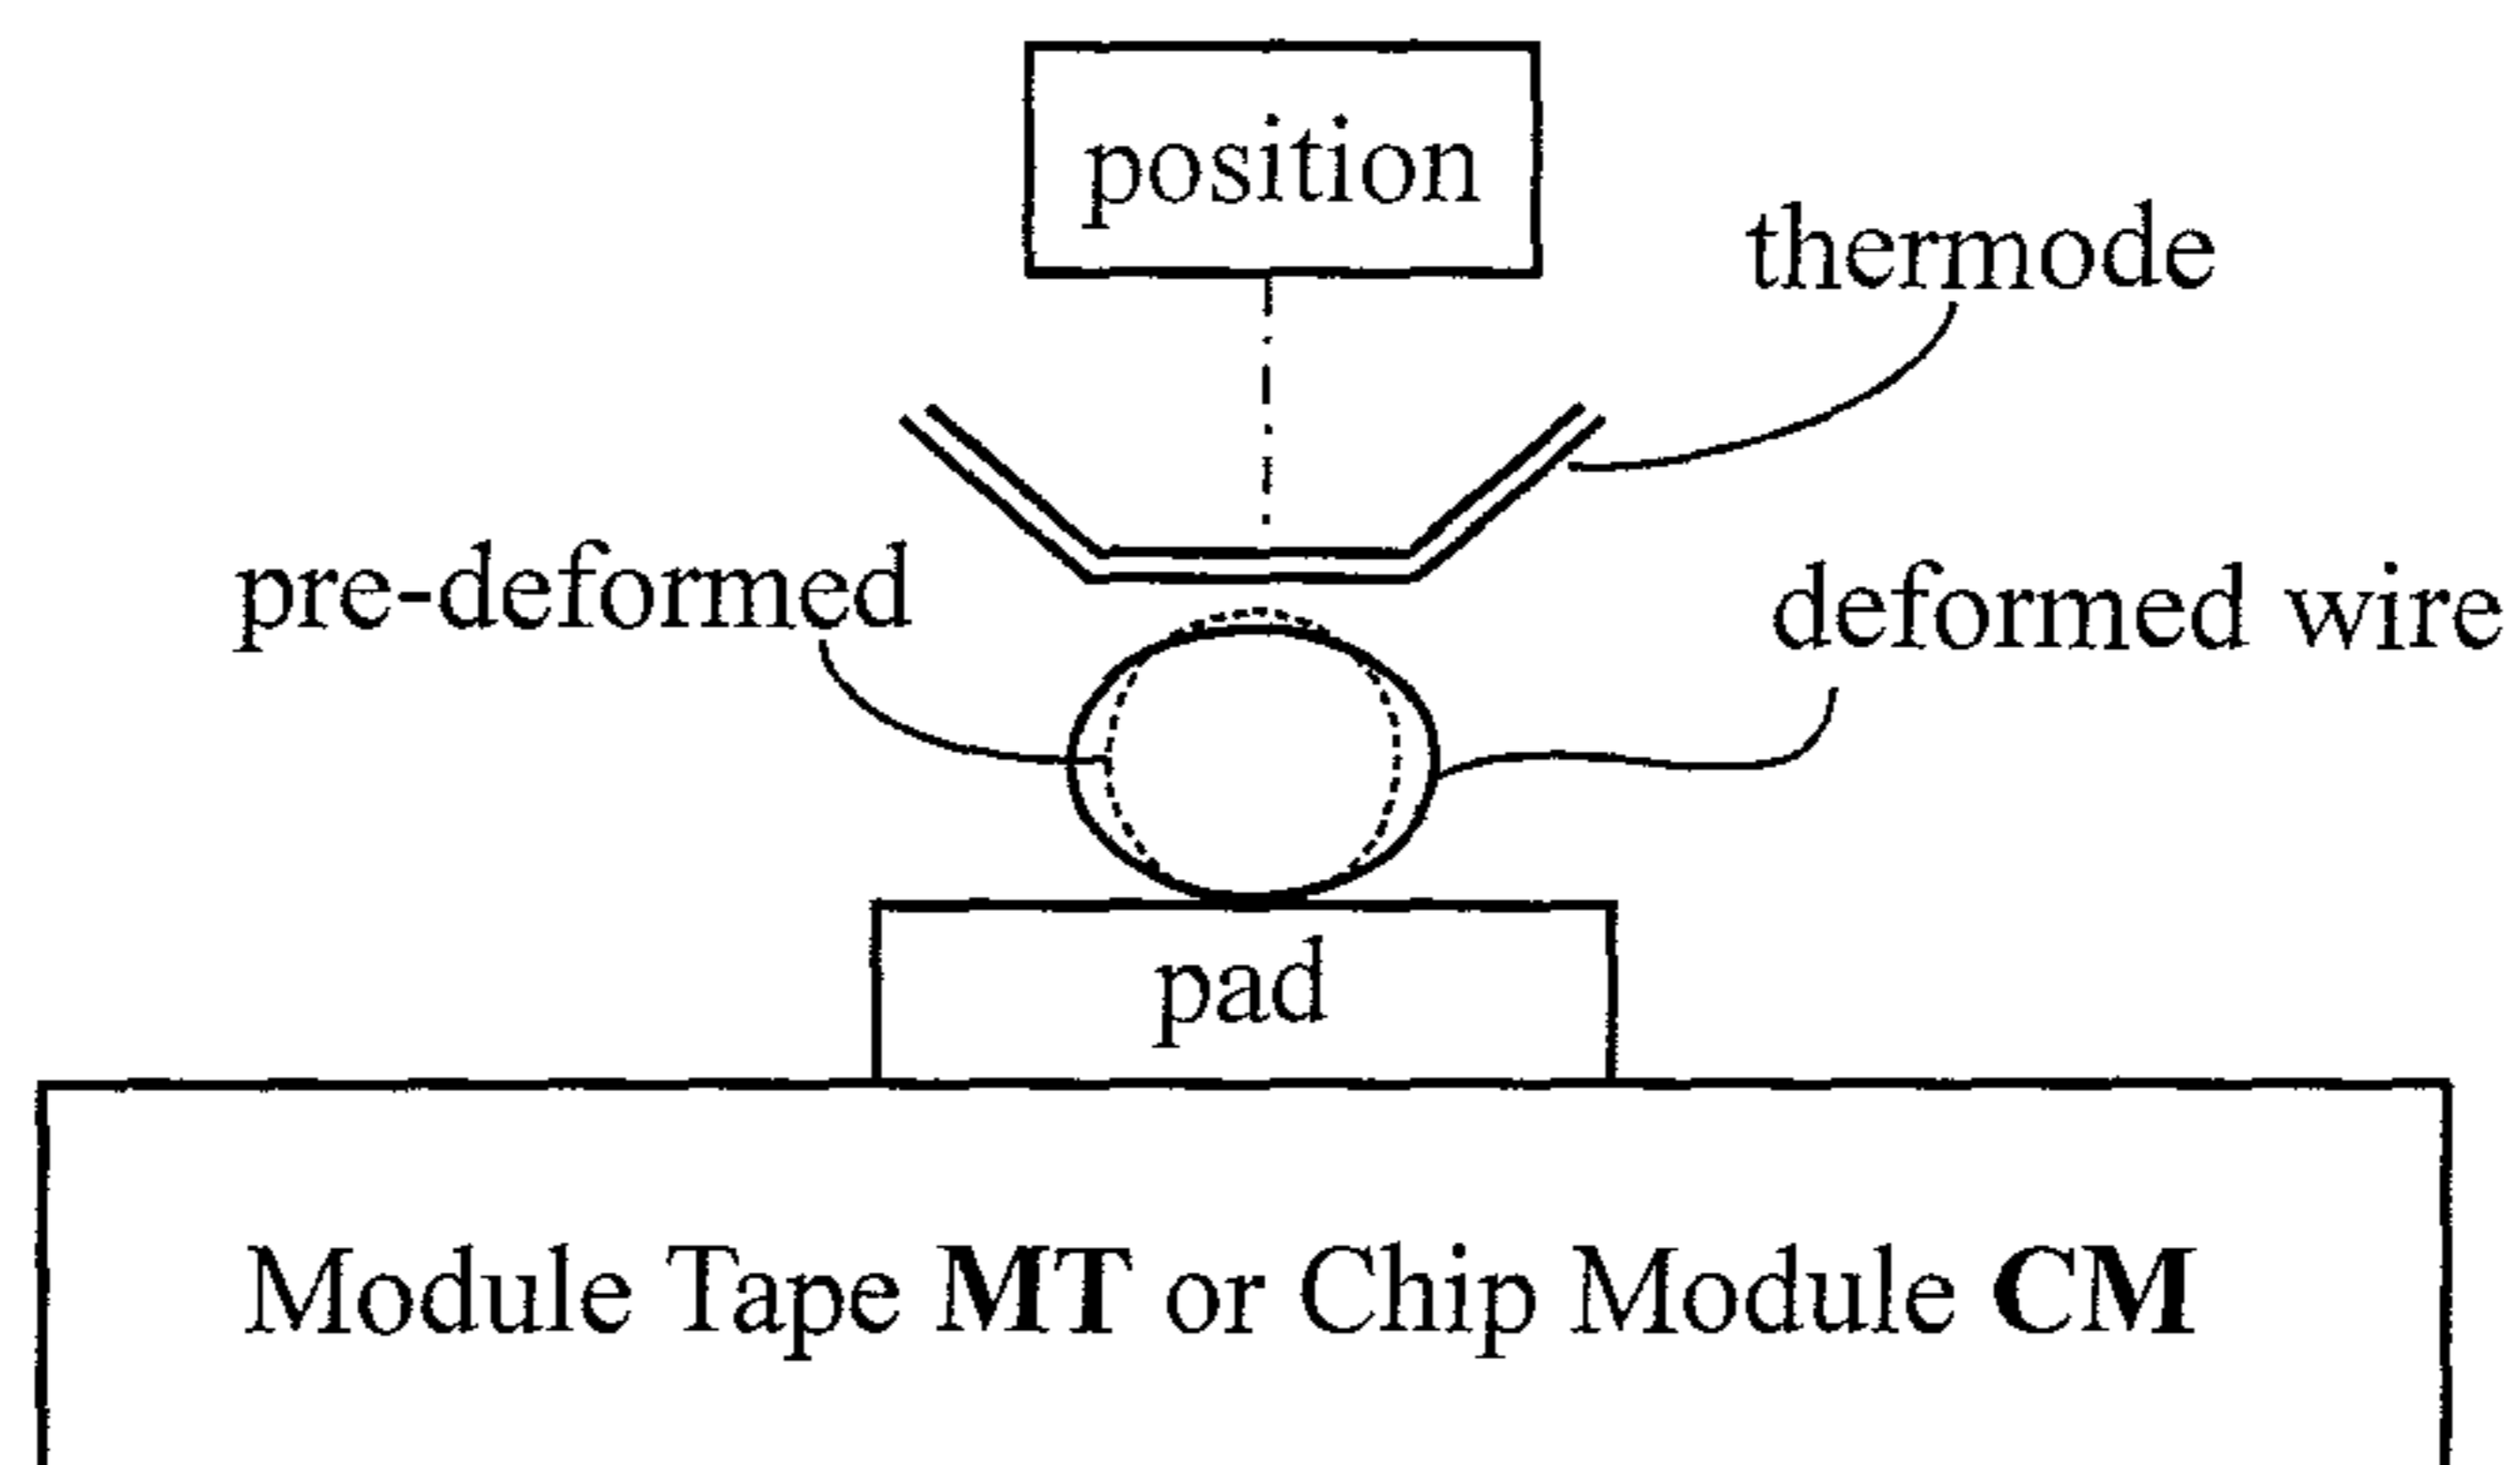 position
thermode
pre-deformed
deformed wire
pad
Module Tape MT or Chip Module CM